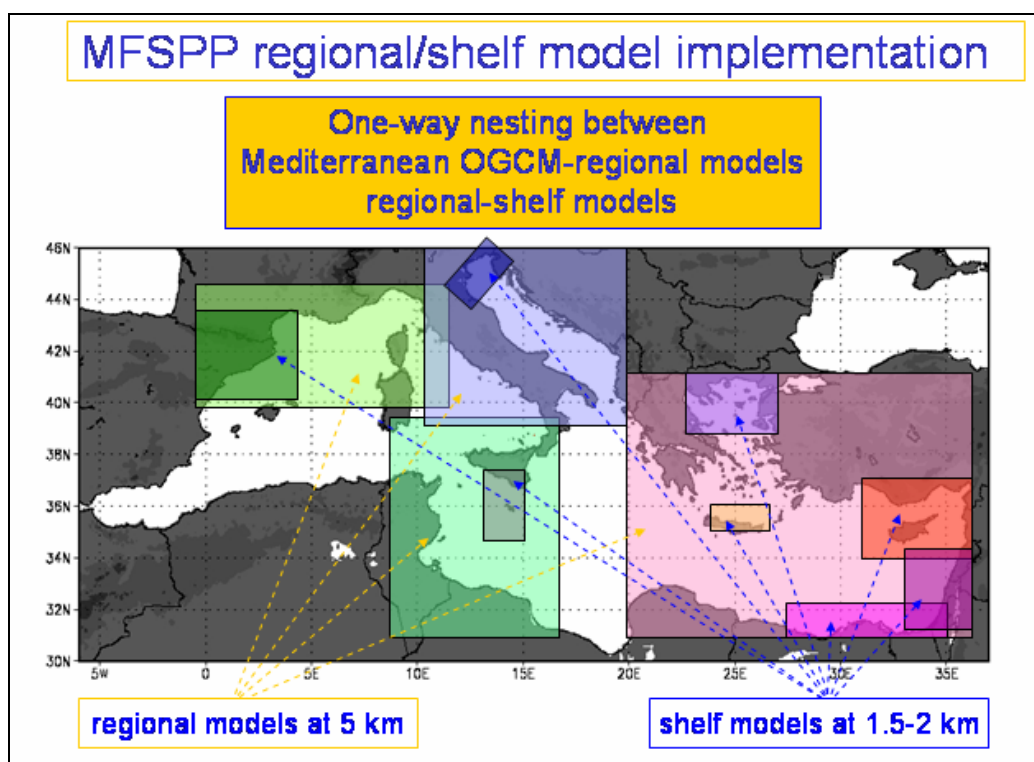 MFSPP regional/shelf model implementation
One-way nesting between
Mediterranean OGCM-regional models
regional-shelf models
46N
44N
42N
40N
38N
36N
34N
32N
30N
5W 0 5E 10E 15E 20E 25E 30E 35E
regional models at 5 km
shelf models at 1.5-2 km